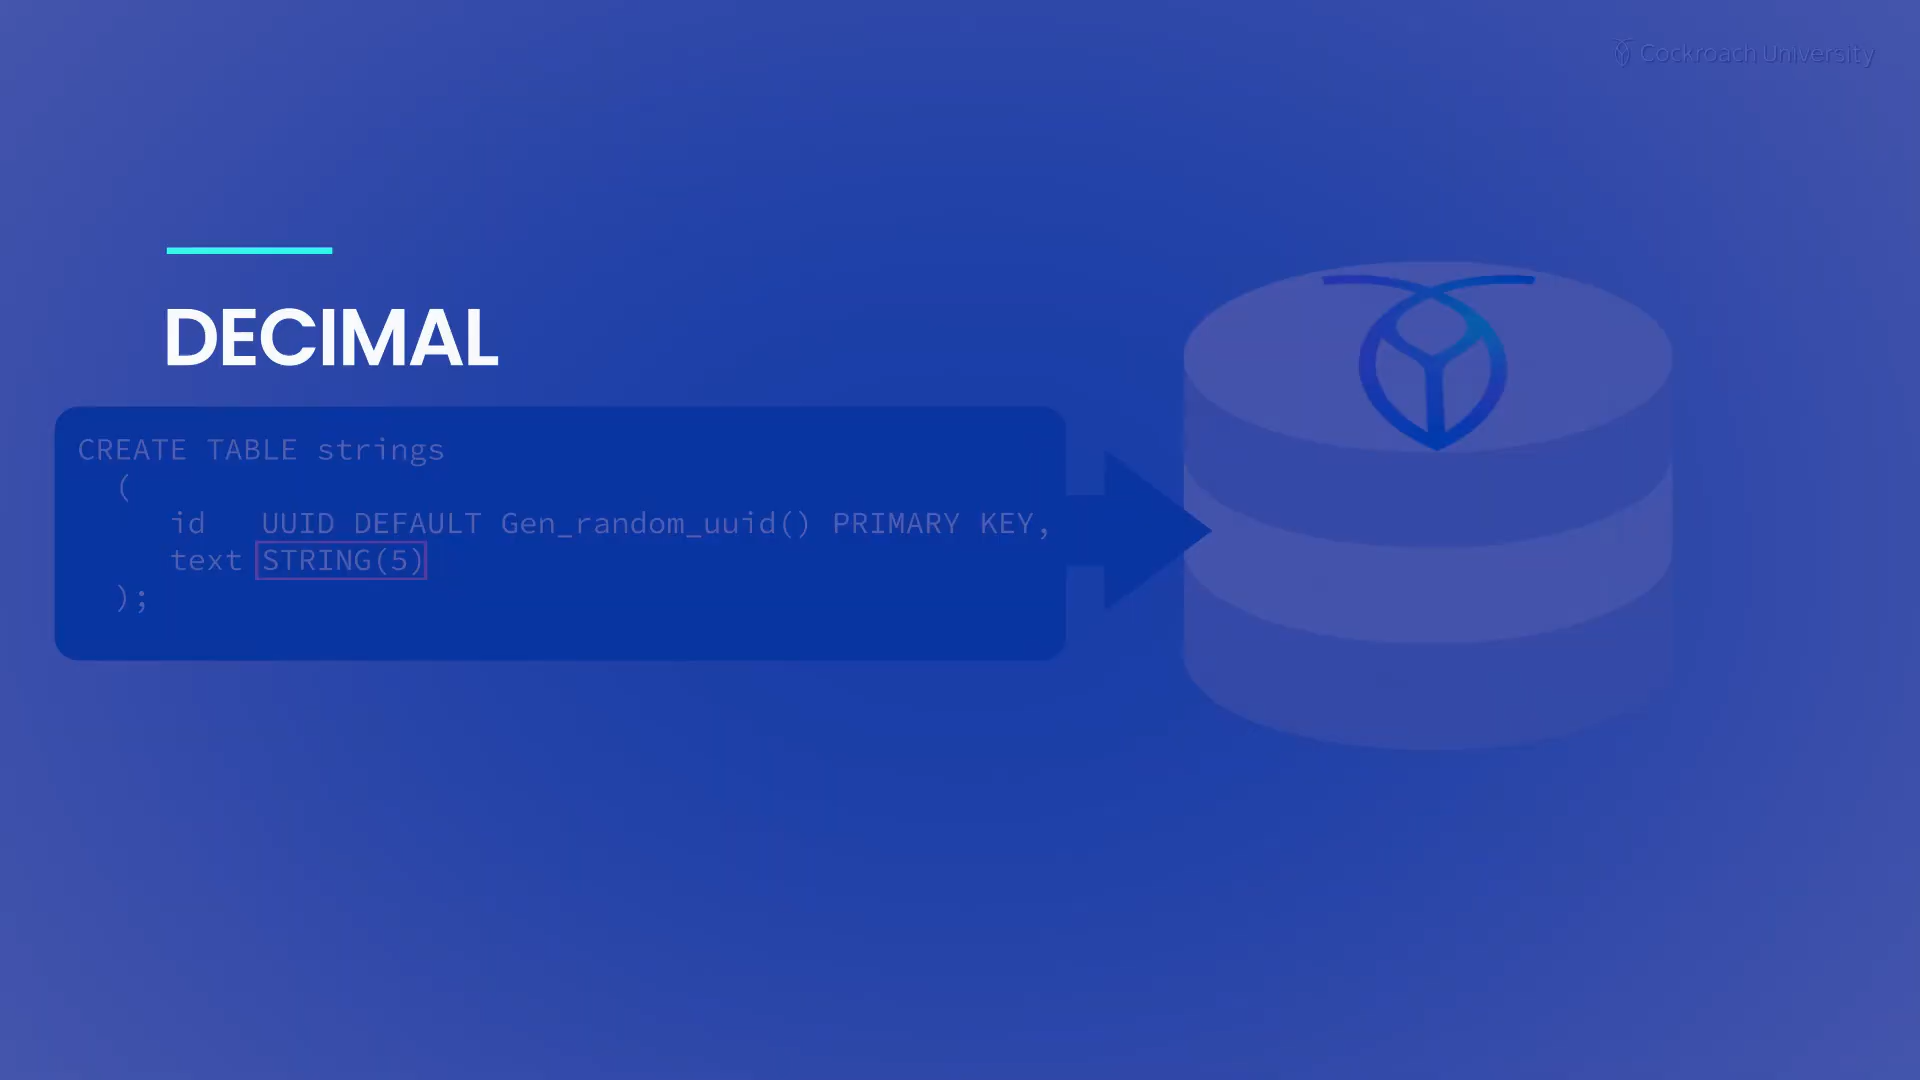 Cockroach University
DECIMAL
CREATE TABLE strings
(
id UUID DEFAULT Gen_random_uuid() PRIMARY KEY,
text STRING(5)
);